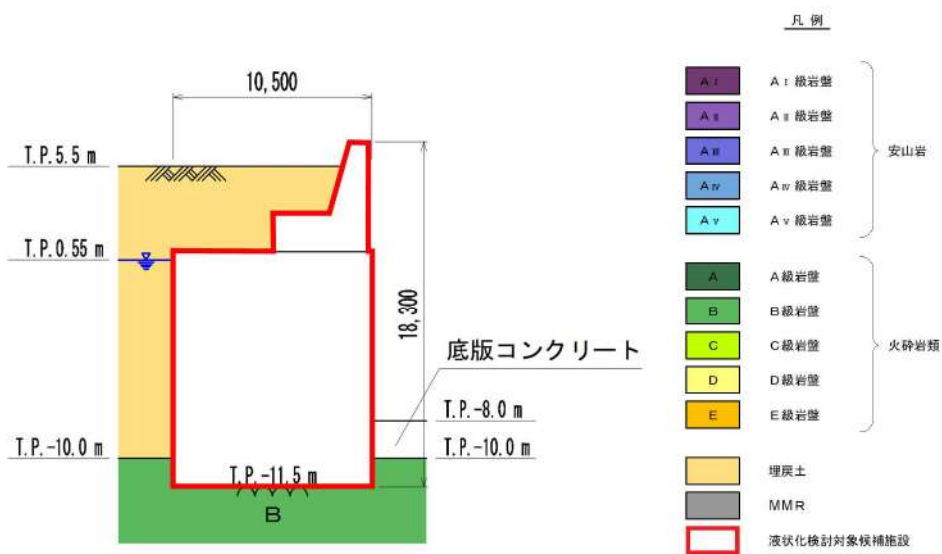 10,500
T.P.5.5 m
T.P.0.55 m
18,300
底版コンクリート
T.P.-8.0 m
T.P.-10.0 m
T.P.-10.0 m
T.P.-11.5 m
B
凡 例
AⅠ AⅠ級岩盤
AⅡ AⅡ級岩盤
AⅢ AⅢ級岩盤
AⅣ AⅣ級岩盤
AⅤ AⅤ級岩盤
安山岩
A A級岩盤
B B級岩盤
C C級岩盤
D D級岩盤
E E級岩盤
火砕岩類
埋戻土
MMR
液状化検討対象候補施設